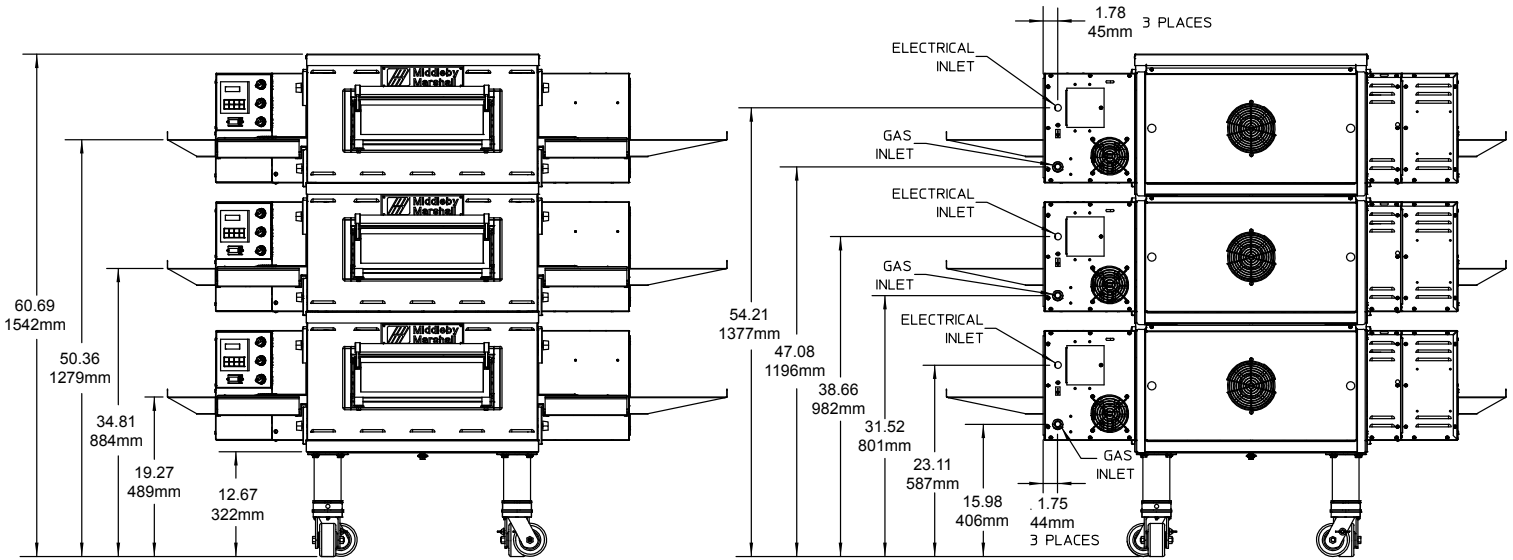 Middleby
Marshall
Middleby
Marshall
Middleby
Marshall
60.69
1542mm
50.36
1279mm
34.81
884mm
19.27
489mm
12.67
322mm
1.78
45mm
3 PLACES
ELECTRICAL
INLET
GAS
INLET
ELECTRICAL
INLET
GAS
INLET
ELECTRICAL
INLET
GAS
INLET
54.21
1377mm
47.08
1196mm
38.66
982mm
31.52
801mm
23.11
587mm
15.98
406mm
1.75
44mm
3 PLACES